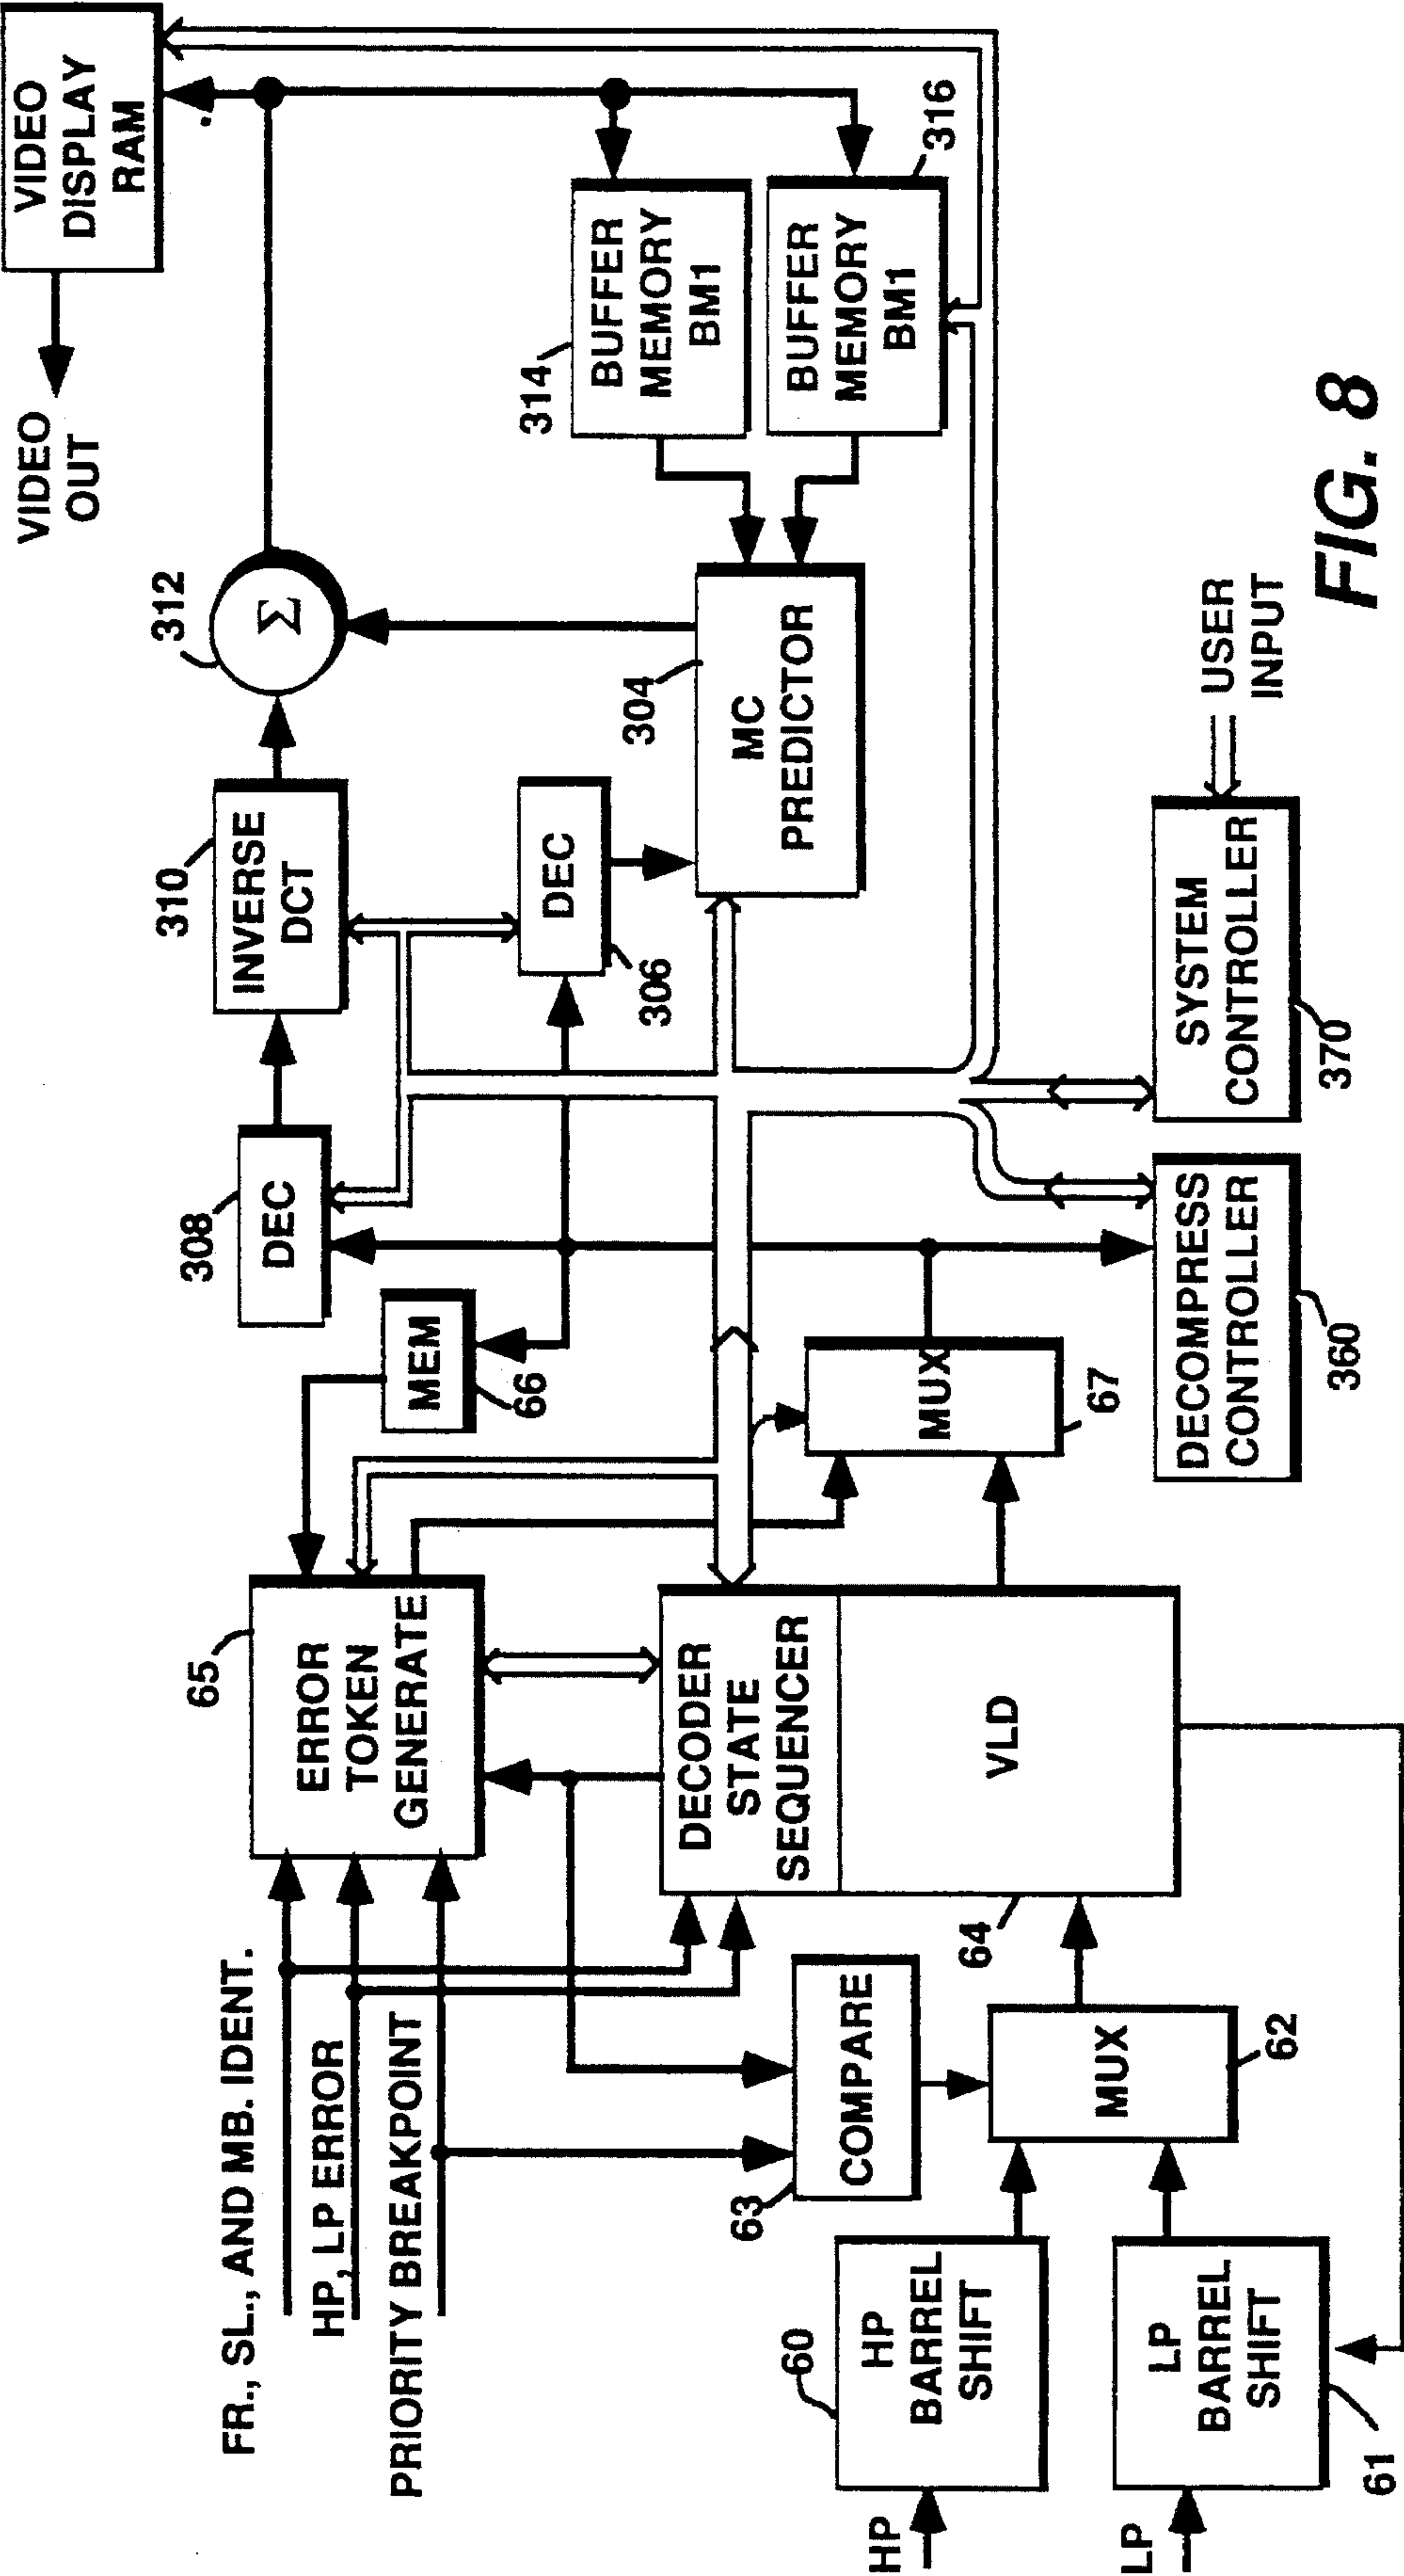 FR., SL., AND MB. IDENT.
HP, LP ERROR
PRIORITY BREAKPOINT
65
ERROR
TOKEN
GENERATE
66
MEM
308
DEC
310
INVERSE
DCT
312
Σ
VIDEO
OUT
VIDEO
DISPLAY
RAM
306
DEC
304
MC
PREDICTOR
314
BUFFER
MEMORY
BM1
316
BUFFER
MEMORY
BM1
DECODER
STATE
SEQUENCER
VLD
64
63
COMPARE
MUX
62
MUX
67
HP
60
HP
BARREL
SHIFT
LP
LP
BARREL
SHIFT
61
DECOMPRESS
CONTROLLER
360
SYSTEM
CONTROLLER
370
USER
INPUT
FIG. 8